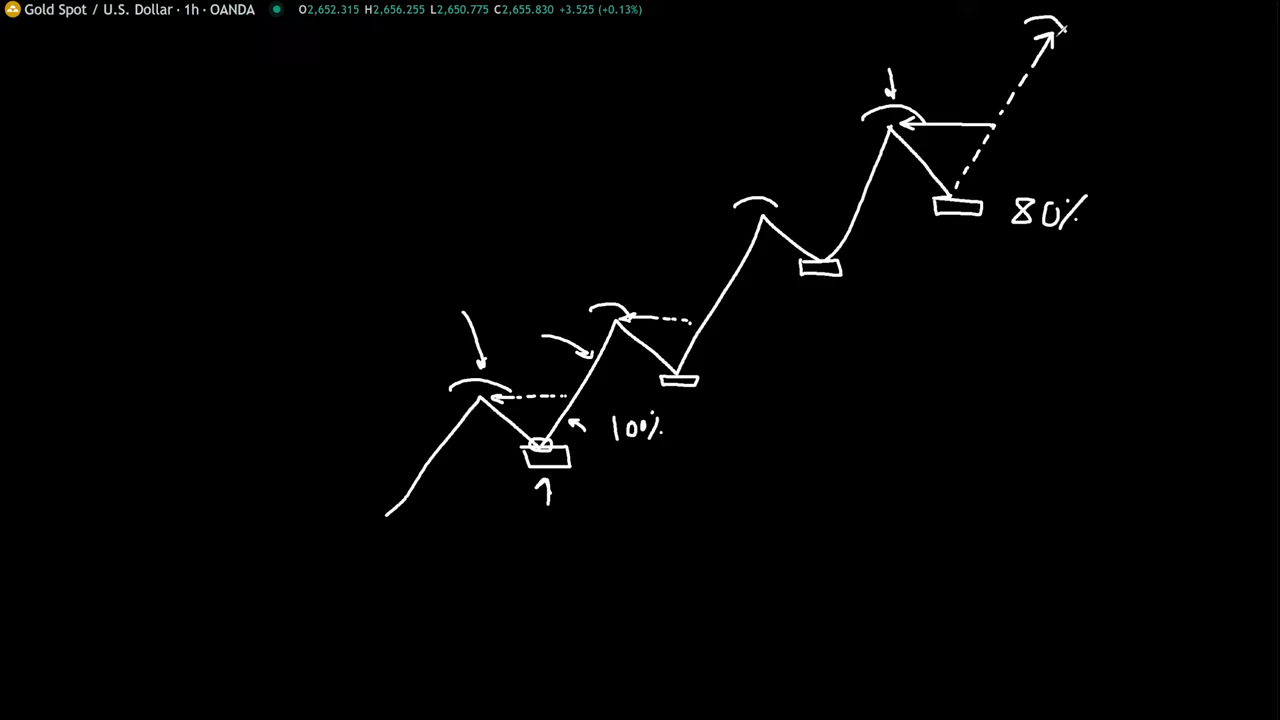 Gold Spot / U.S. Dollar · 1h · OANDA O2,652.315 H2,656.255 L2,650.775 C2,655.830 +3.525 (+0.13%)
80%
100%